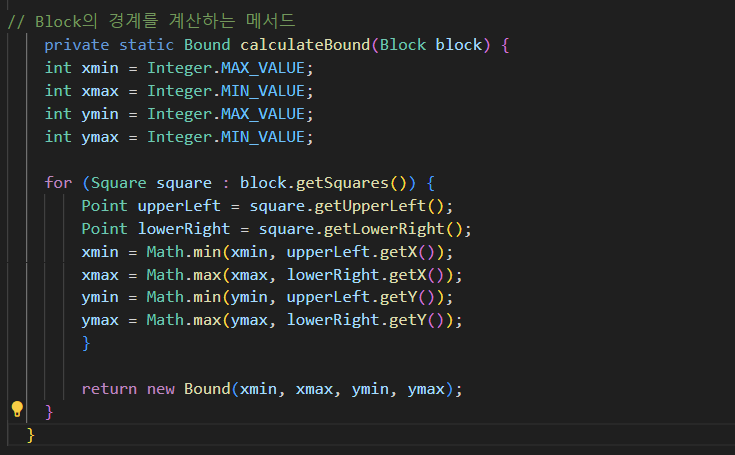 // Block의 경계를 계산하는 메서드
private static Bound calculateBound(Block block) {
int xmin = Integer.MAX_VALUE;
int xmax = Integer.MIN_VALUE;
int ymin = Integer.MAX_VALUE;
int ymax = Integer.MIN_VALUE;
for (Square square : block.getSquares()) {
Point upperLeft = square.getUpperLeft();
Point lowerRight = square.getLowerRight();
xmin = Math.min(xmin, upperLeft.getX());
xmax = Math.max(xmax, lowerRight.getX());
ymin = Math.min(ymin, upperLeft.getY());
ymax = Math.max(ymax, lowerRight.getY());
}
return new Bound(xmin, xmax, ymin, ymax);
}
}